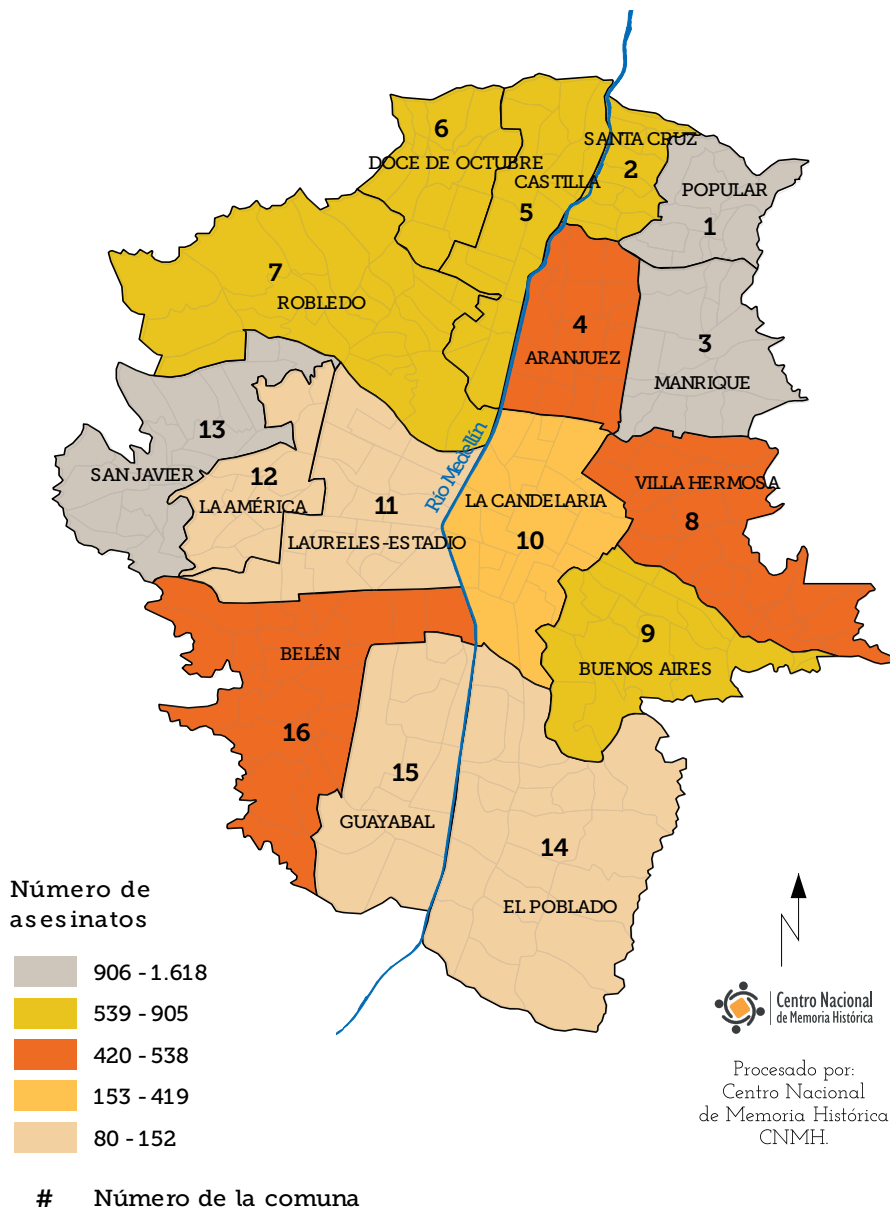 6
DOCE DE OCTUBRE
CASTILLA
5
SANTA CRUZ
2
POPULAR
1
7
ROBLEDO
4
ARANJUEZ
3
MANRIQUE
13
SAN JAVIER
12
LA AMÉRICA
11
LAURELES-ESTADIO
Río Medellín
LA CANDELARIA
10
VILLA HERMOSA
8
9
BUENOS AIRES
BELÉN
16
15
GUAYABAL
14
EL POBLADO
Número de
asesinatos
906 - 1.618
539 - 905
420 - 538
153 - 419
80 - 152
# Número de la comuna
Centro Nacional
de Memoria Histórica
Procesado por:
Centro Nacional
de Memoria Histórica
CNMH.